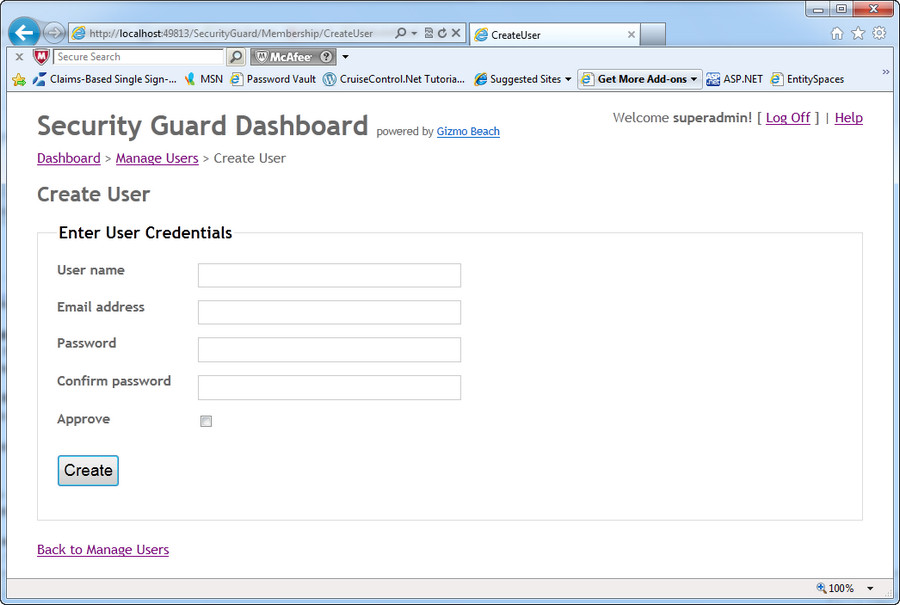 http://localhost:49813/SecurityGuard/Membership/CreateUser
CreateUser
Secure Search
McAfee
Claims-Based Single Sign-... MSN Password Vault CruiseControl.Net Tutoria... Suggested Sites Get More Add-ons ASP.NET EntitySpaces
Security Guard Dashboard powered by Gizmo Beach
Welcome superadmin! [ Log Off ] | Help
Dashboard > Manage Users > Create User
Create User
Enter User Credentials
User name
Email address
Password
Confirm password
Approve
Create
Back to Manage Users
100%